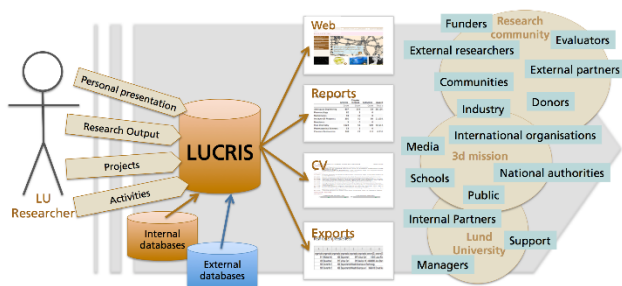 LU
Researcher
Personal presentation
Research Output
Projects
Activities
LUCRIS
Internal
databases
External
databases
Web
Reports
CV
Exports
Research
community
Funders
Evaluators
External researchers
External partners
Communities
Donors
Industry
International organisations
Media
3d mission
National authorities
Schools
Public
Internal Partners
Lund
University
Support
Managers